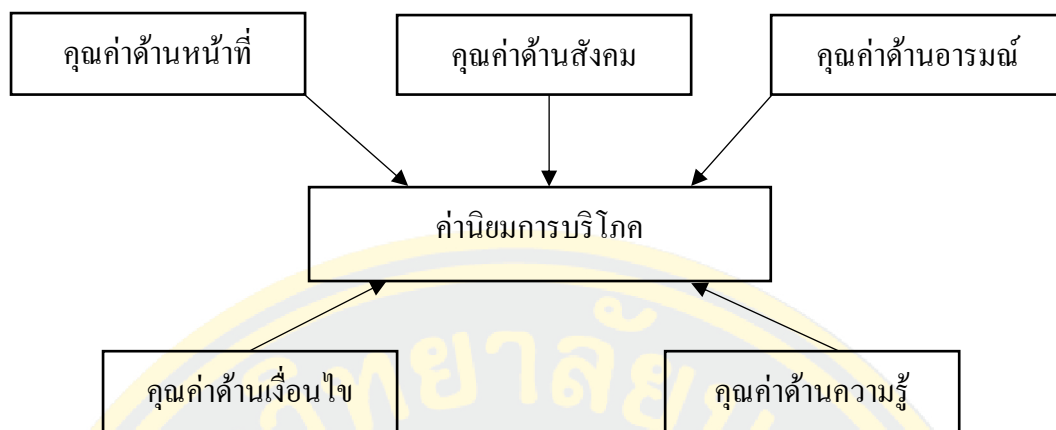 คุณค่าด้านหน้าที่
คุณค่าด้านสังคม
คุณค่าด้านอารมณ์
ค่านิยมการบริโภค
คุณค่าด้านเงื่อนไข
คุณค่าด้านความรู้